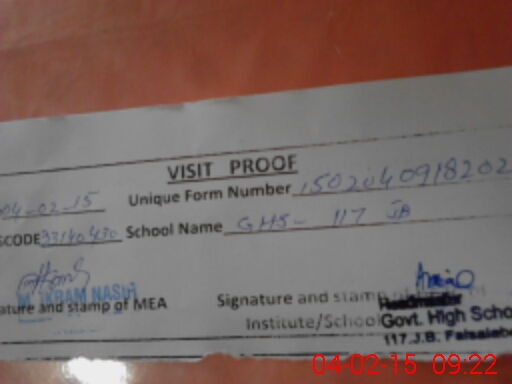 VISIT PROOF
04-02-15 Unique Form Number 1502040918202
SCODE 33140430 School Name GHS- 117 JB
M. IKRAM NASIR
ature and stamp of MEA
Signature and stamp of
Institute/School
Headmaster
Govt. High Scho
117.J.B. Faisalab
04-02-15 09:22